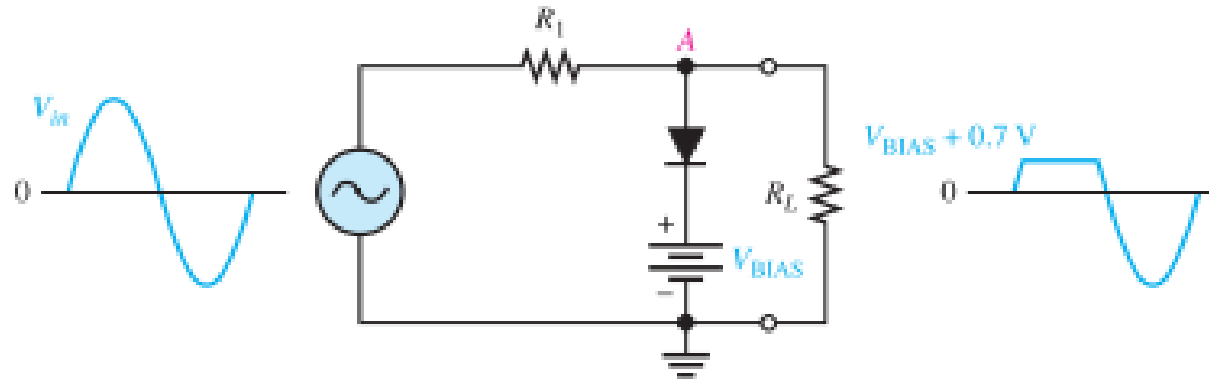 R1
A
Vin
VBIAS + 0.7 V
0
RL
0
+
VBIAS
−